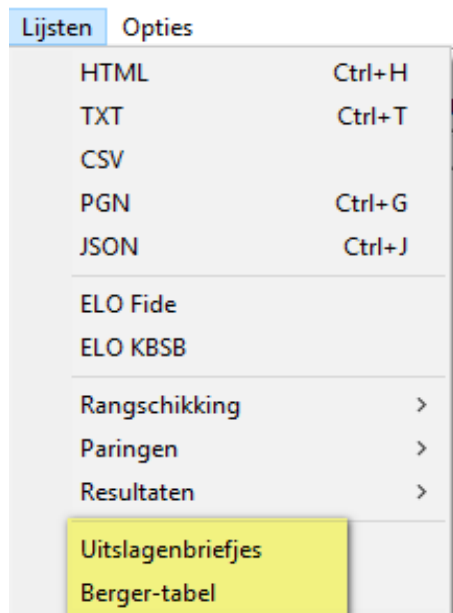 Lijsten Opties
HTML Ctrl+H
TXT Ctrl+T
CSV
PGN Ctrl+G
JSON Ctrl+J
ELO Fide
ELO KBSB
Rangschikking >
Paringen >
Resultaten >
Uitslagenbriefjes
Berger-tabel